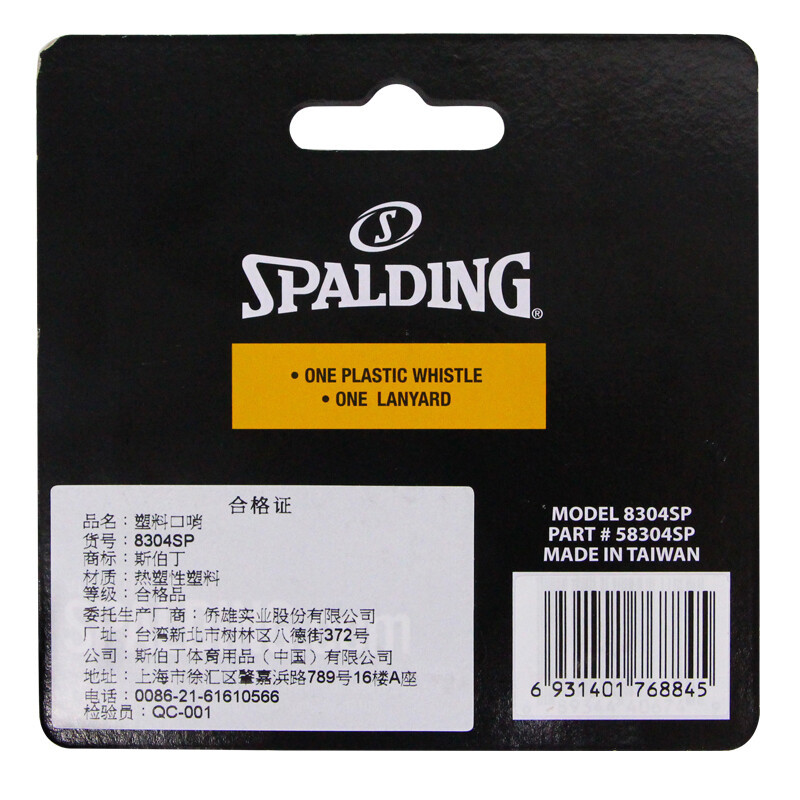 S
SPALDING®
• ONE PLASTIC WHISTLE
• ONE LANYARD
合格证
品名：塑料口哨
货号：8304SP
商标：斯伯丁
材质：热塑性塑料
等级：合格品
委托生产厂商：侨雄实业股份有限公司
厂址：台湾新北市树林区八德街372号
公司：斯伯丁体育用品（中国）有限公司
地址：上海市徐汇区肇嘉浜路789号16楼A座
电话：0086-21-61610566
检验员：QC-001
MODEL 8304SP
PART # 58304SP
MADE IN TAIWAN
6 931401 768845